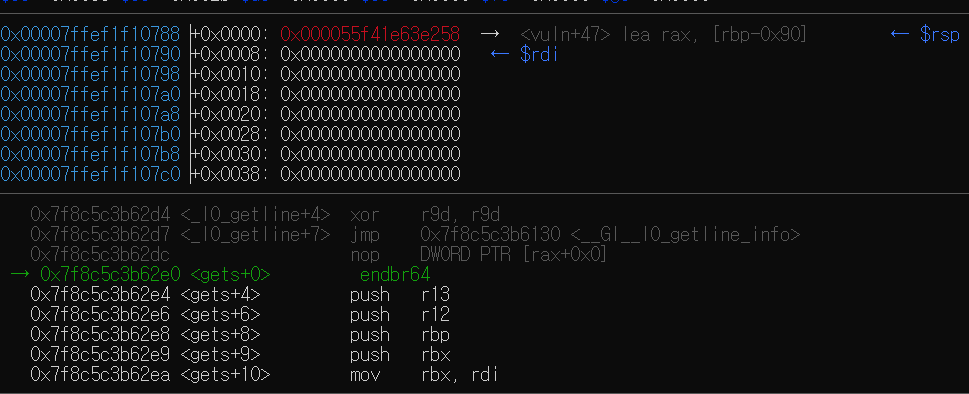 0x00007ffef1f10788│+0x0000: 0x000055f41e63e258 → <vuln+47> lea rax, [rbp-0x90] ← $rsp
0x00007ffef1f10790│+0x0008: 0x0000000000000000 ← $rdi
0x00007ffef1f10798│+0x0010: 0x0000000000000000
0x00007ffef1f107a0│+0x0018: 0x0000000000000000
0x00007ffef1f107a8│+0x0020: 0x0000000000000000
0x00007ffef1f107b0│+0x0028: 0x0000000000000000
0x00007ffef1f107b8│+0x0030: 0x0000000000000000
0x00007ffef1f107c0│+0x0038: 0x0000000000000000
0x7f8c5c3b62d4 <_IO_getline+4> xor r9d, r9d
0x7f8c5c3b62d7 <_IO_getline+7> jmp 0x7f8c5c3b6130 <__GI__IO_getline_info>
0x7f8c5c3b62dc nop DWORD PTR [rax+0x0]
→ 0x7f8c5c3b62e0 <gets+0> endbr64
0x7f8c5c3b62e4 <gets+4> push r13
0x7f8c5c3b62e6 <gets+6> push r12
0x7f8c5c3b62e8 <gets+8> push rbp
0x7f8c5c3b62e9 <gets+9> push rbx
0x7f8c5c3b62ea <gets+10> mov rbx, rdi